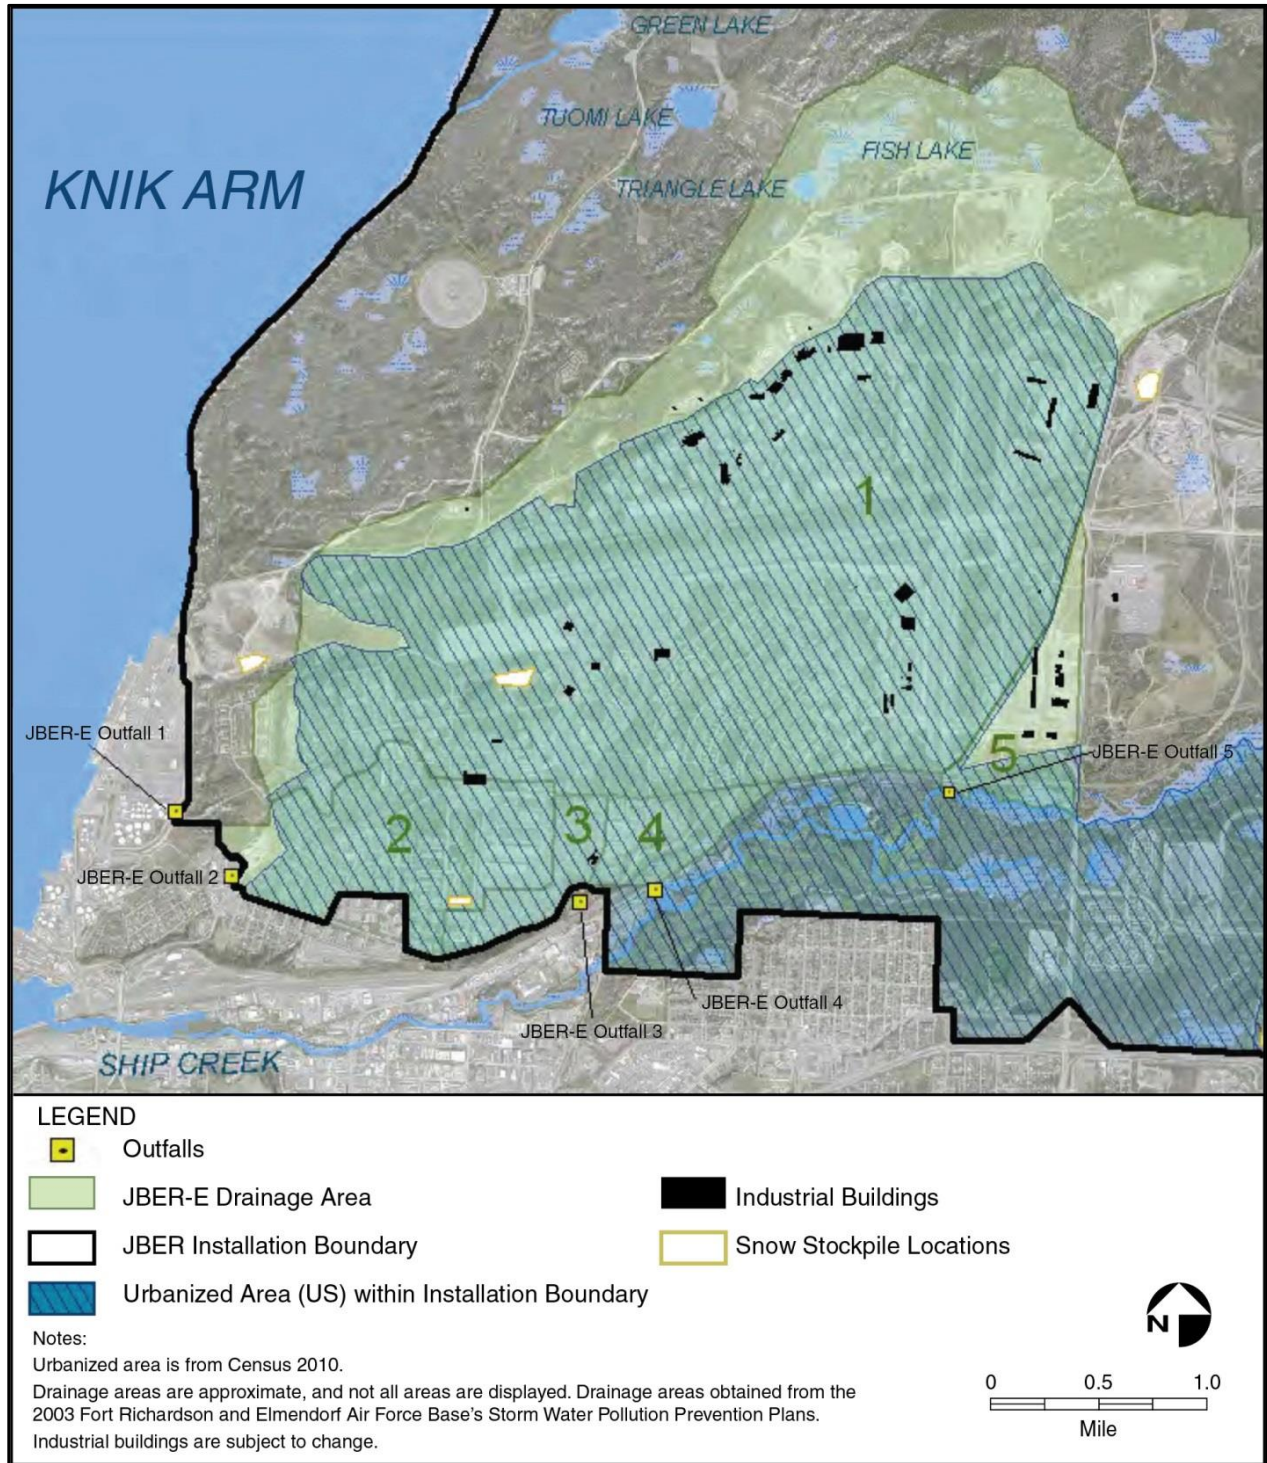 GREEN LAKE
TUOMI LAKE
FISH LAKE
KNIK ARM
TRIANGLE LAKE
1
JBER-E Outfall 1
5
JBER-E Outfall 5
2
3
4
JBER-E Outfall 2
JBER-E Outfall 4
JBER-E Outfall 3
SHIP CREEK
LEGEND
Outfalls
JBER-E Drainage Area
Industrial Buildings
JBER Installation Boundary
Snow Stockpile Locations
Urbanized Area (US) within Installation Boundary
N
Notes:
Urbanized area is from Census 2010.
Drainage areas are approximate, and not all areas are displayed. Drainage areas obtained from the
2003 Fort Richardson and Elmendorf Air Force Base's Storm Water Pollution Prevention Plans.
Industrial buildings are subject to change.
0 0.5 1.0
Mile